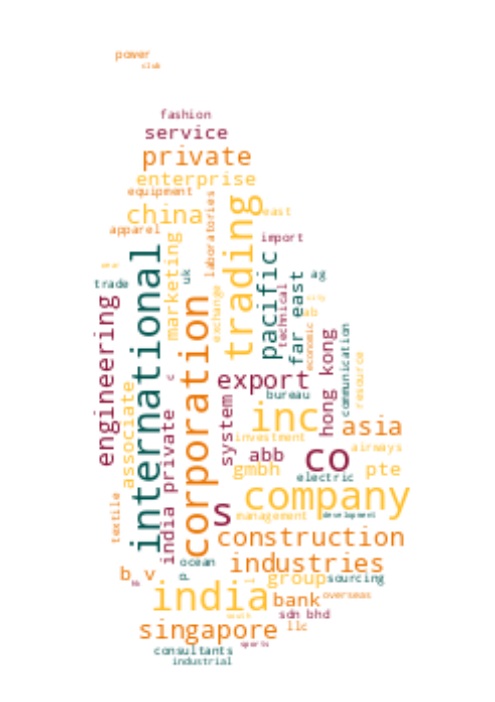 power
club
fashion
service
private
enterprise
equipment
china
east
apparel
import
laboratories
trading
marketing
uk
trade
international
corporation
exchange
pacific
technical
far east
ag
ab
economic
engineering
associate
india private
c
export
bureau
hong kong
communication
resource
system
inc
asia
investment
airways
abb
co
gmbh
pte
electric
company
s
management
development
textile
construction
ocean
industries
b
v
group
sourcing
india
bank
overseas
south
sdn bhd
singapore
llc
sports
consultants
industrial